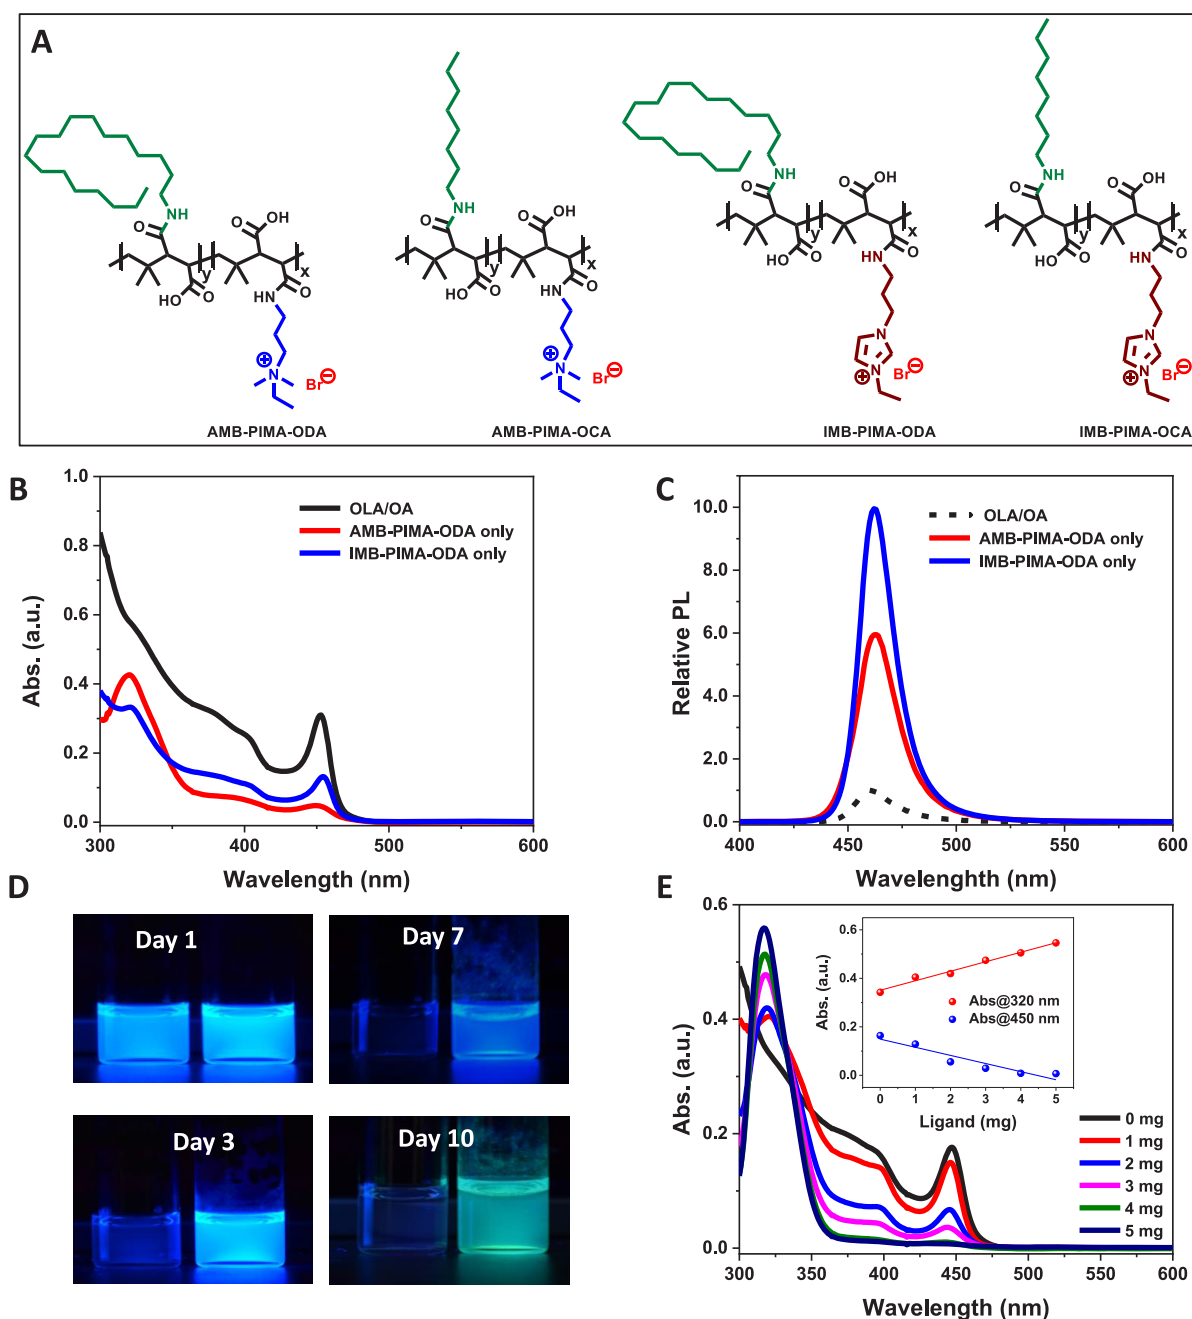 A
NH
O
OH
y
x
HO
O
O
HN
N
Br
AMB-PIMA-ODA
NH
O
O
OH
y
x
HO
O
O
HN
N
Br
AMB-PIMA-OCA
NH
O
O
OH
y
x
HO
O
O
HN
N
N
Br
IMB-PIMA-ODA
NH
O
O
OH
y
x
HO
O
O
HN
N
N
Br
IMB-PIMA-OCA
B
1.0
0.8
0.6
0.4
0.2
0.0
Abs. (a.u.)
OLA/OA
AMB-PIMA-ODA only
IMB-PIMA-ODA only
300 400 500 600
Wavelength (nm)
C
10.0
8.0
6.0
4.0
2.0
0.0
Relative PL
OLA/OA
AMB-PIMA-ODA only
IMB-PIMA-ODA only
400 450 500 550 600
Wavelenghth (nm)
D
Day 1
Day 7
Day 3
Day 10
E
0.6
0.4
0.2
0.0
Abs. (a.u.)
0.6
0.4
0.2
0.0
Abs. (a.u.)
Abs@320 nm
Abs@450 nm
0 1 2 3 4 5
Ligand (mg)
0 mg
1 mg
2 mg
3 mg
4 mg
5 mg
300 350 400 450 500 550 600
Wavelength (nm)